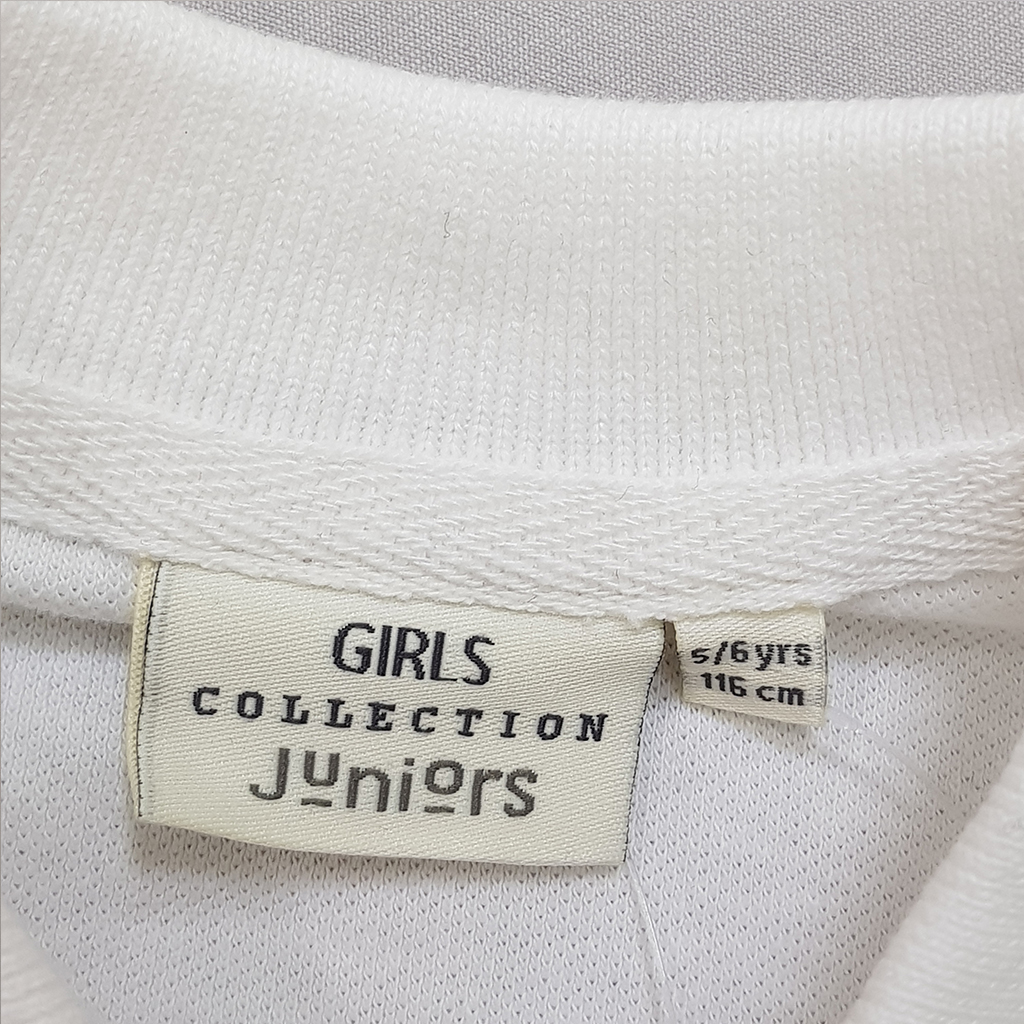 GIRLS
COLLECTION
Juniors
5/6 yrs
116 cm